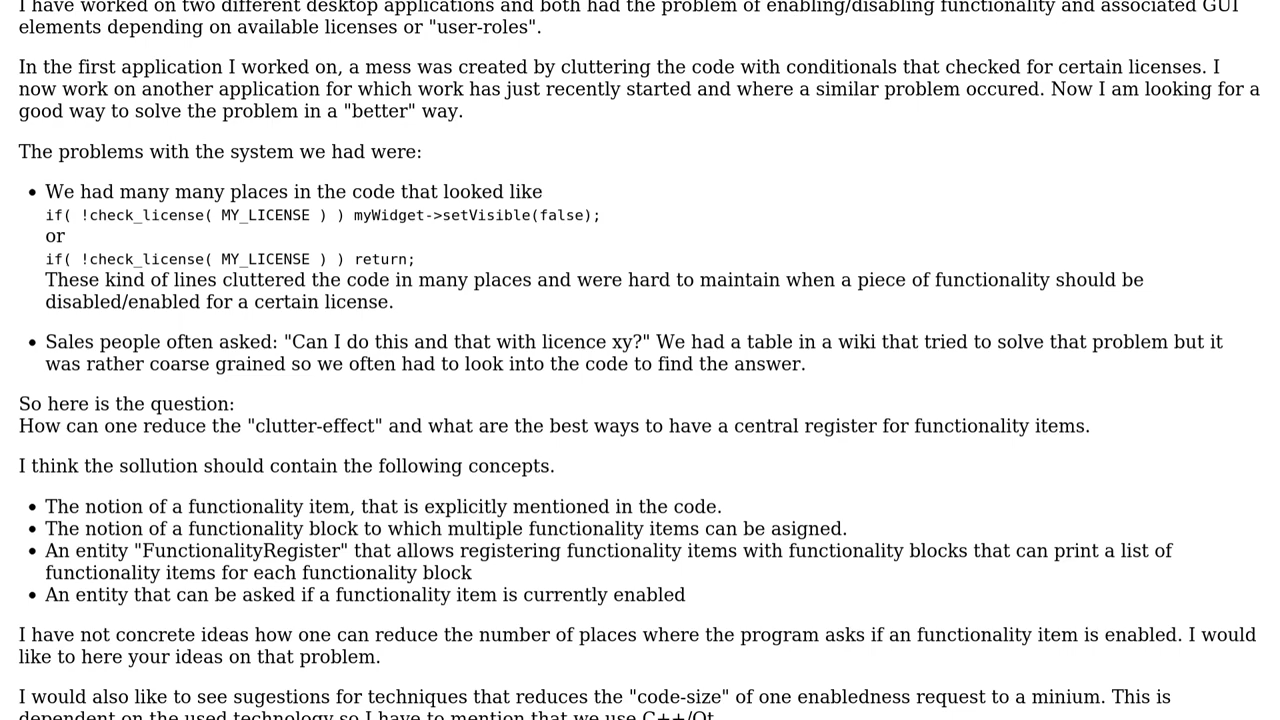 I have worked on two different desktop applications and both had the problem of enabling/disabling functionality and associated GUI
elements depending on available licenses or "user-roles".
In the first application I worked on, a mess was created by cluttering the code with conditionals that checked for certain licenses. I
now work on another application for which work has just recently started and where a similar problem occured. Now I am looking for a
good way to solve the problem in a "better" way.
The problems with the system we had were:
• We had many many places in the code that looked like
if( !check_license( MY_LICENSE ) ) myWidget->setVisible(false);
or
if( !check_license( MY_LICENSE ) ) return;
These kind of lines cluttered the code in many places and were hard to maintain when a piece of functionality should be
disabled/enabled for a certain license.
• Sales people often asked: "Can I do this and that with licence xy?" We had a table in a wiki that tried to solve that problem but it
was rather coarse grained so we often had to look into the code to find the answer.
So here is the question:
How can one reduce the "clutter-effect" and what are the best ways to have a central register for functionality items.
I think the sollution should contain the following concepts.
• The notion of a functionality item, that is explicitly mentioned in the code.
• The notion of a functionality block to which multiple functionality items can be asigned.
• An entity "FunctionalityRegister" that allows registering functionality items with functionality blocks that can print a list of
functionality items for each functionality block
• An entity that can be asked if a functionality item is currently enabled
I have not concrete ideas how one can reduce the number of places where the program asks if an functionality item is enabled. I would
like to here your ideas on that problem.
I would also like to see sugestions for techniques that reduces the "code-size" of one enabledness request to a minium. This is
dependent on the used technology so I have to mention that we use C++/Qt